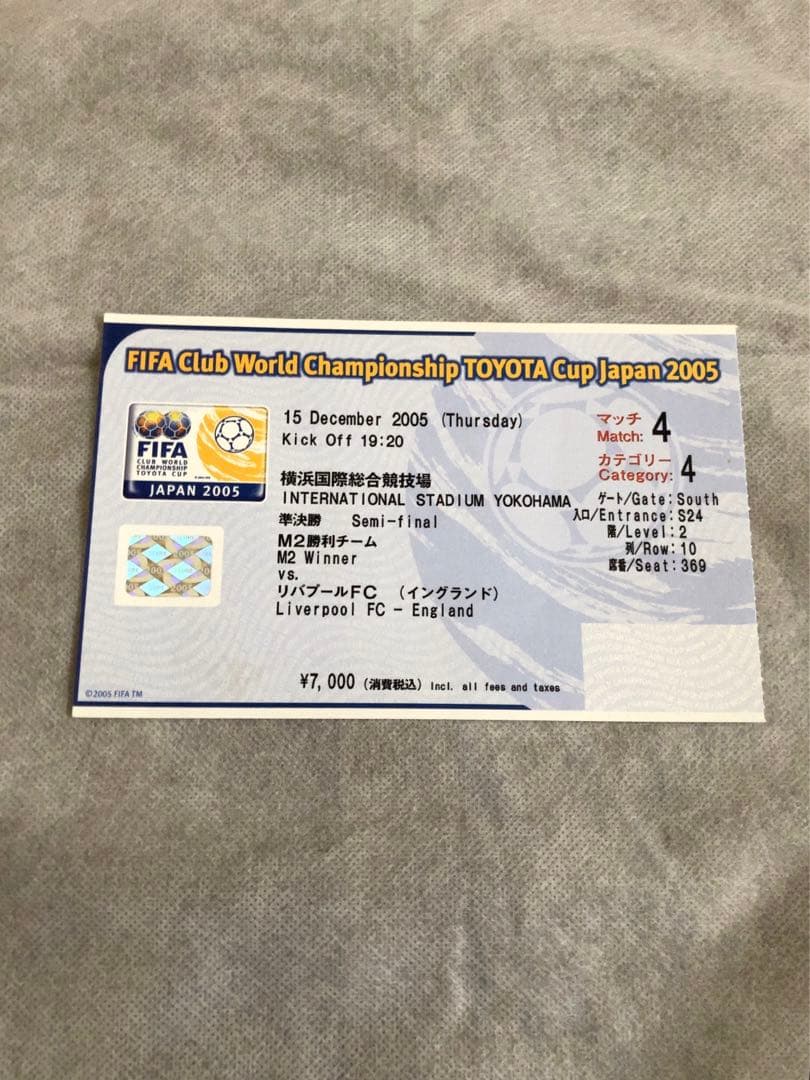 FIFA Club World Championship TOYOTA Cup Japan 2005
FIFA
CLUB WORLD
CHAMPIONSHIP
TOYOTA CUP
JAPAN 2005
15 December 2005 (Thursday)
Kick Off 19:20
マッチ
Match: 4
カテゴリー
Category: 4
横浜国際総合競技場
INTERNATIONAL STADIUM YOKOHAMA
準決勝 Semi-final
M2勝利チーム
M2 Winner
vs.
リバプールFC (イングランド)
Liverpool FC - England
ゲート/Gate: South
入口/Entrance: S24
階/Level: 2
列/Row: 10
席番/Seat: 369
¥7,000 (消費税込) Incl. all fees and taxes
©2005 FIFA TM